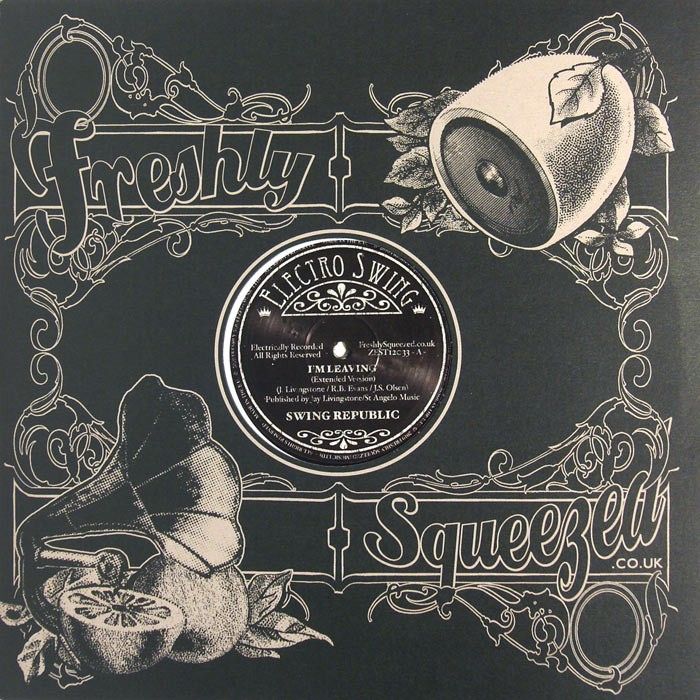 Freshly
ELECTRO SWING
Electrically Recorded
All Rights Reserved
FreshlySqueezed.co.uk
ZEST12033 - A -
I'M LEAVING
(Extended Version)
(J. Livingstone / R.B. Evans / J.S. Olsen)
Published by Jay Livingstone/St Angelo Music
SWING REPUBLIC
Squeezed
.CO.UK